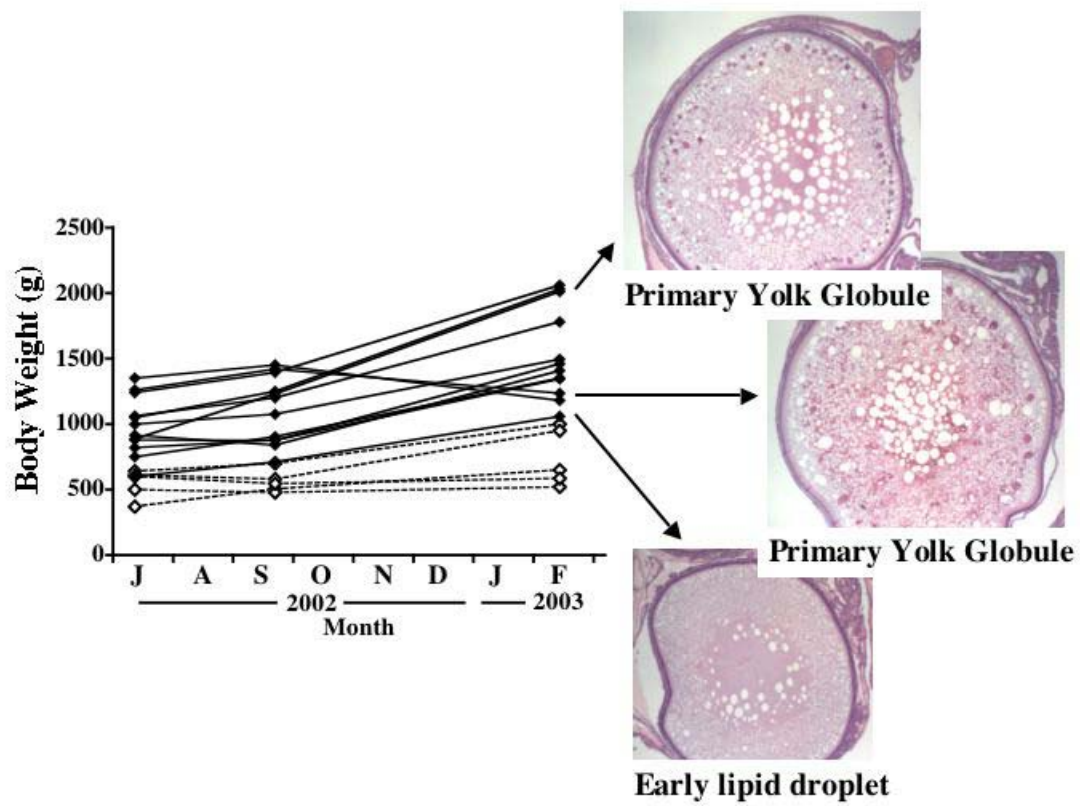 2500
2000
1500
1000
500
0
Body Weight (g)
J A S O N D J F
2002 2003
Month
Primary Yolk Globule
Primary Yolk Globule
Early lipid droplet